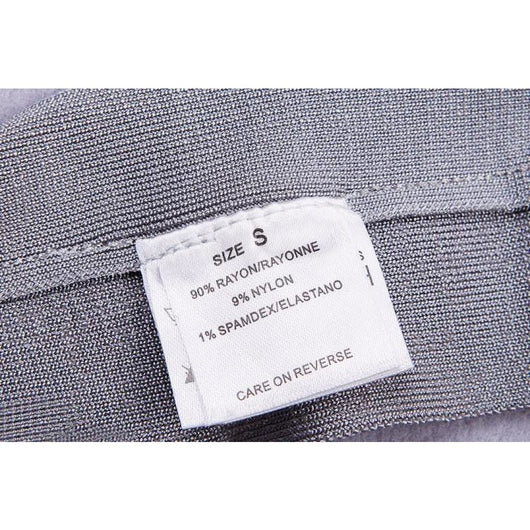 SIZE S
90% RAYON/RAYONNE
9% NYLON
1% SPAMDEX/ELASTANO
CARE ON REVERSE